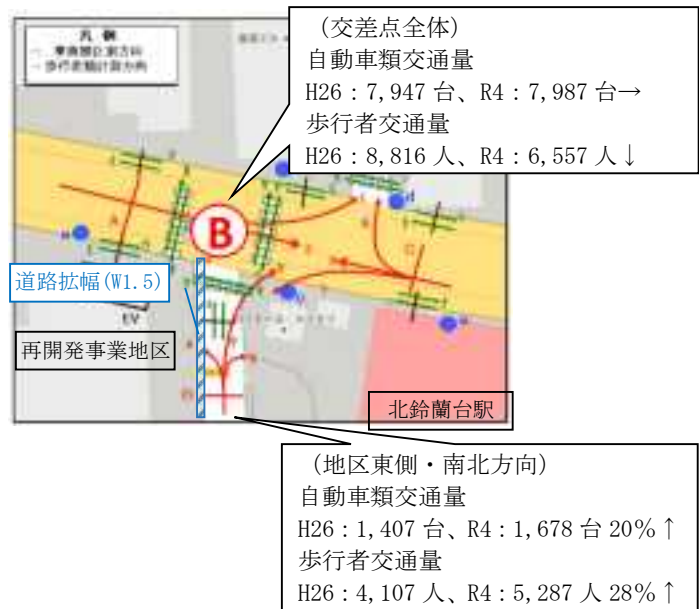 凡例
（交差点全体）
自動車類交通量
H26：7,947 台、R4：7,987 台→
歩行者交通量
H26：8,816 人、R4：6,557 人↓
B
道路拡幅(W1.5)
EV
再開発事業地区
北鈴蘭台駅
（地区東側・南北方向）
自動車類交通量
H26：1,407 台、R4：1,678 台 20%↑
歩行者交通量
H26：4,107 人、R4：5,287 人 28%↑